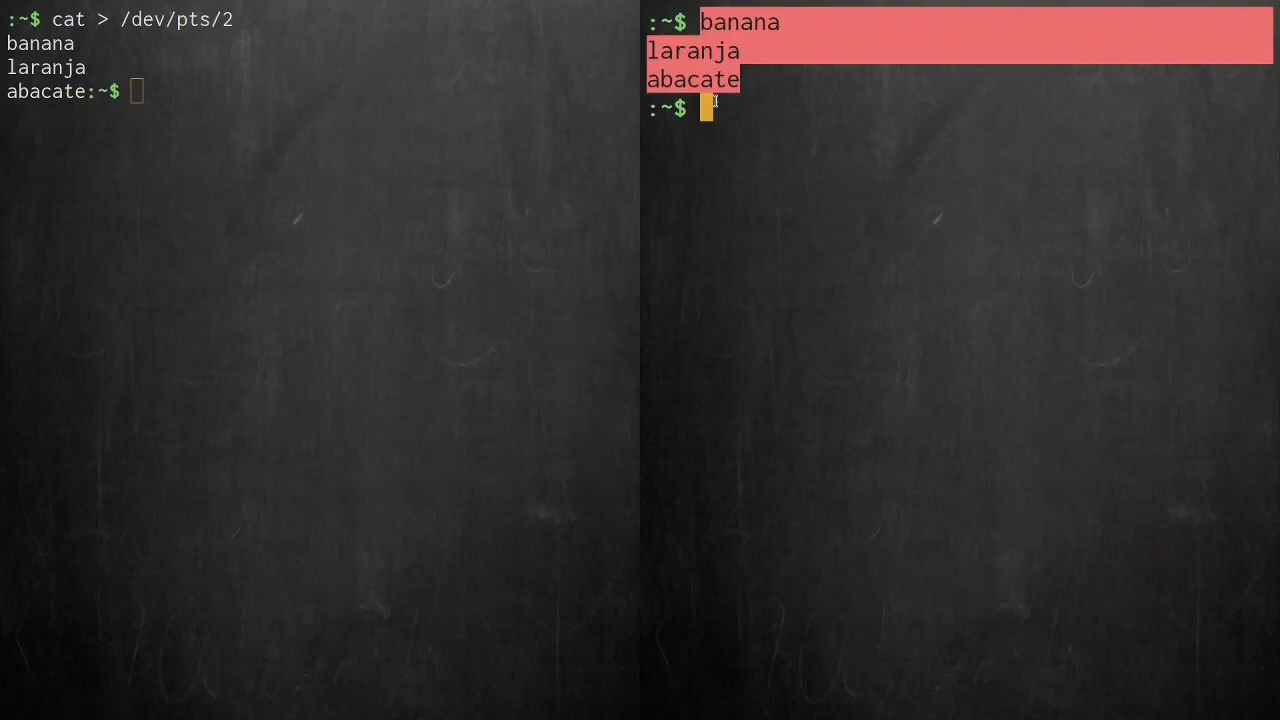 :~$ cat > /dev/pts/2
banana
laranja
abacate:~$
:~$ banana
laranja
abacate
:~$